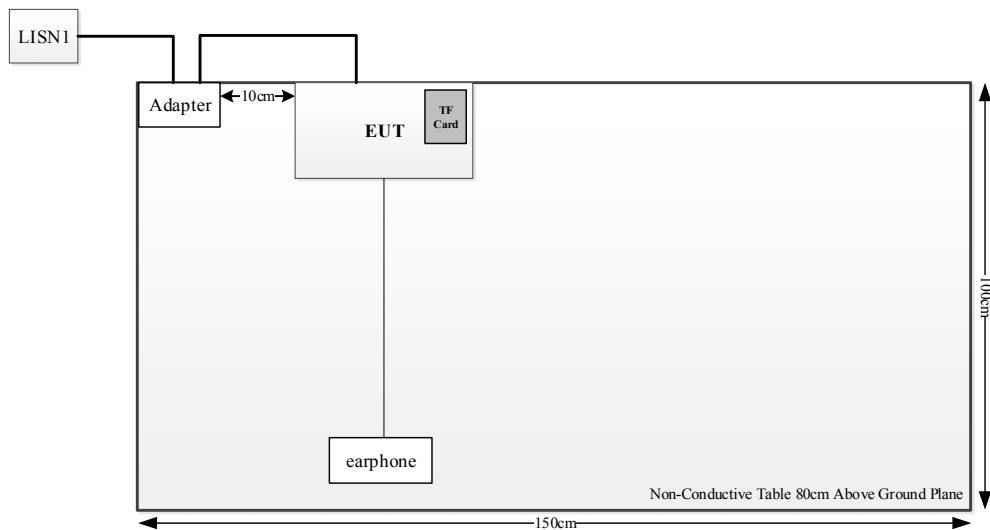 LISN1
Adapter
10cm
TF
Card
EUT
100cm
earphone
Non-Conductive Table 80cm Above Ground Plane
150cm